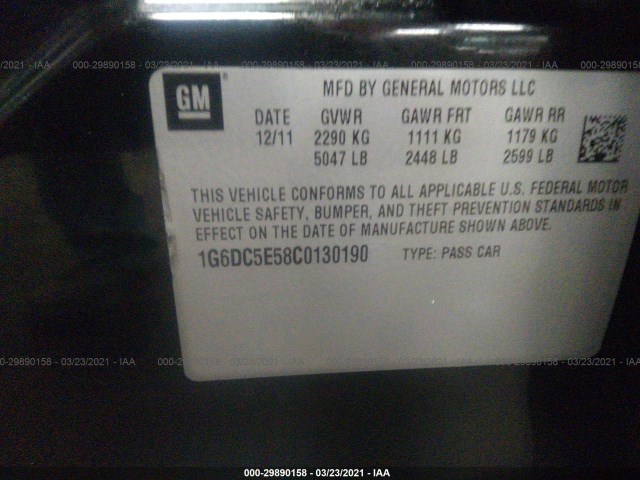 000-29890158 - 03/23/2021 - IAA
GM ®
MFD BY GENERAL MOTORS LLC
DATE GVWR GAWR FRT GAWR RR
12/11 2290 KG 1111 KG 1179 KG
5047 LB 2448 LB 2599 LB
THIS VEHICLE CONFORMS TO ALL APPLICABLE U.S. FEDERAL MOTOR
VEHICLE SAFETY, BUMPER, AND THEFT PREVENTION STANDARDS IN
EFFECT ON THE DATE OF MANUFACTURE SHOWN ABOVE.
1G6DC5E58C0130190 TYPE: PASS CAR
000-29890158 - 03/23/2021 - IAA
000-29890158 - 03/23/2021 - IAA